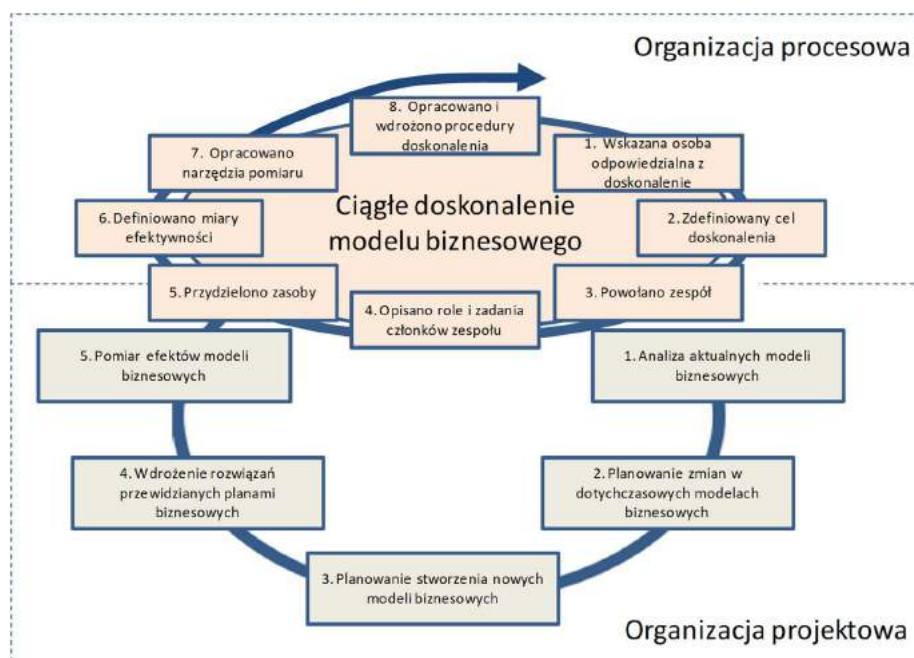 Organizacja procesowa
8. Opracowano i
wdrożono procedury
doskonalenia
1. Wskazana osoba
odpowiedzialna z
doskonalenie
2. Zdefiniowany cel
doskonalenia
3. Powołano zespół
4. Opisano role i zadania
członków zespołu
5. Przydzielono zasoby
6. Definiowano miary
efektywności
7. Opracowano
narzędzia pomiaru
Ciągłe doskonalenie
modelu biznesowego
1. Analiza aktualnych modeli
biznesowych
2. Planowanie zmian w
dotychczasowych modelach
biznesowych
3. Planowanie stworzenia nowych
modeli biznesowych
4. Wdrożenie rozwiązań
przewidzianych planami
biznesowych
5. Pomiar efektów modeli
biznesowych
Organizacja projektowa